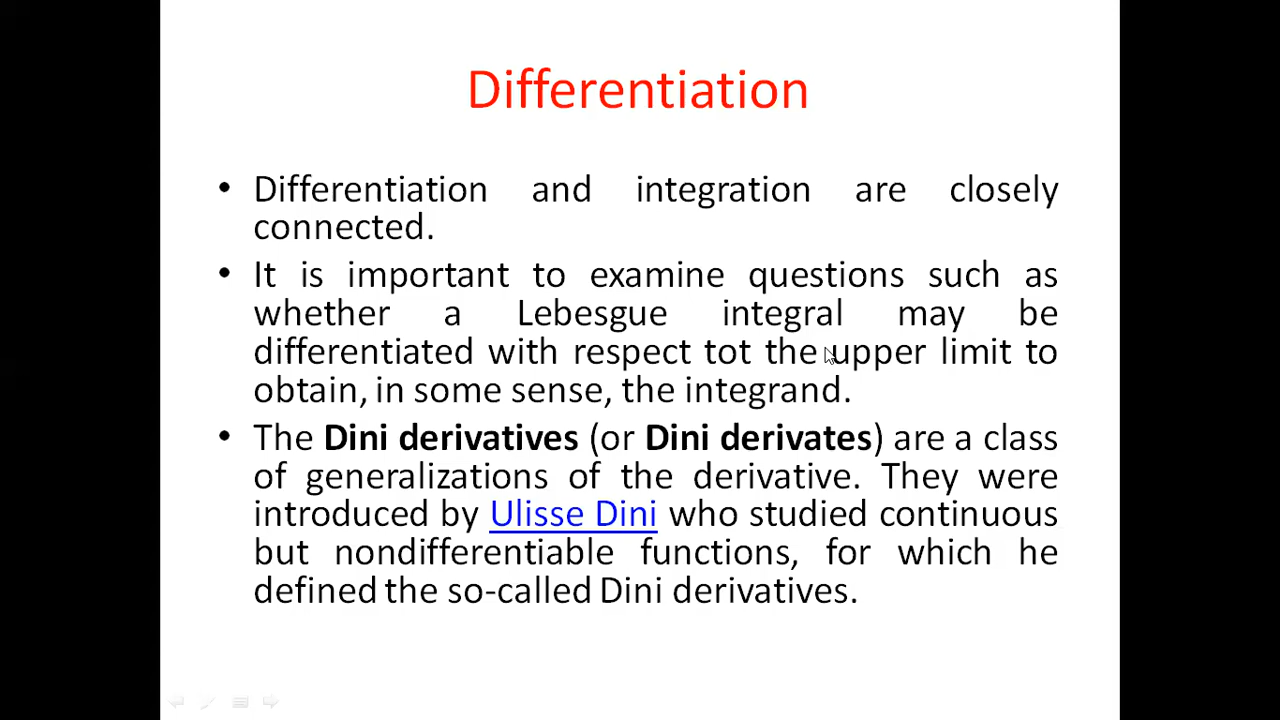 Differentiation
• Differentiation and integration are closely
connected.
• It is important to examine questions such as
whether a Lebesgue integral may be
differentiated with respect tot the upper limit to
obtain, in some sense, the integrand.
• The Dini derivatives (or Dini derivates) are a class
of generalizations of the derivative. They were
introduced by Ulisse Dini who studied continuous
but nondifferentiable functions, for which he
defined the so-called Dini derivatives.